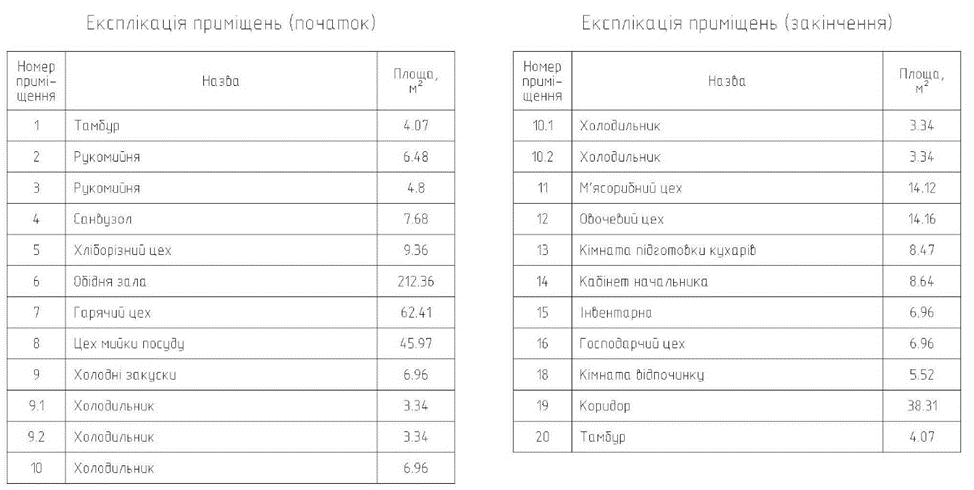 Експлікація приміщень (початок)
Номер примі-щення Назва Площа, м²
1 Тамбур 4.07
2 Рукомийня 6.48
3 Рукомийня 4.8
4 Санвузол 7.68
5 Хліборізний цех 9.36
6 Обідня зала 212.36
7 Гарячий цех 62.41
8 Цех мийки посуду 45.97
9 Холодні закуски 6.96
9.1 Холодильник 3.34
9.2 Холодильник 3.34
10 Холодильник 6.96
Експлікація приміщень (закінчення)
Номер примі-щення Назва Площа, м²
10.1 Холодильник 3.34
10.2 Холодильник 3.34
11 М'ясорибний цех 14.12
12 Овочевий цех 14.16
13 Кімната підготовки кухарів 8.47
14 Кабінет начальника 8.64
15 Інвентарна 6.96
16 Господарчий цех 6.96
18 Кімната відпочинку 5.52
19 Коридор 38.31
20 Тамбур 4.07